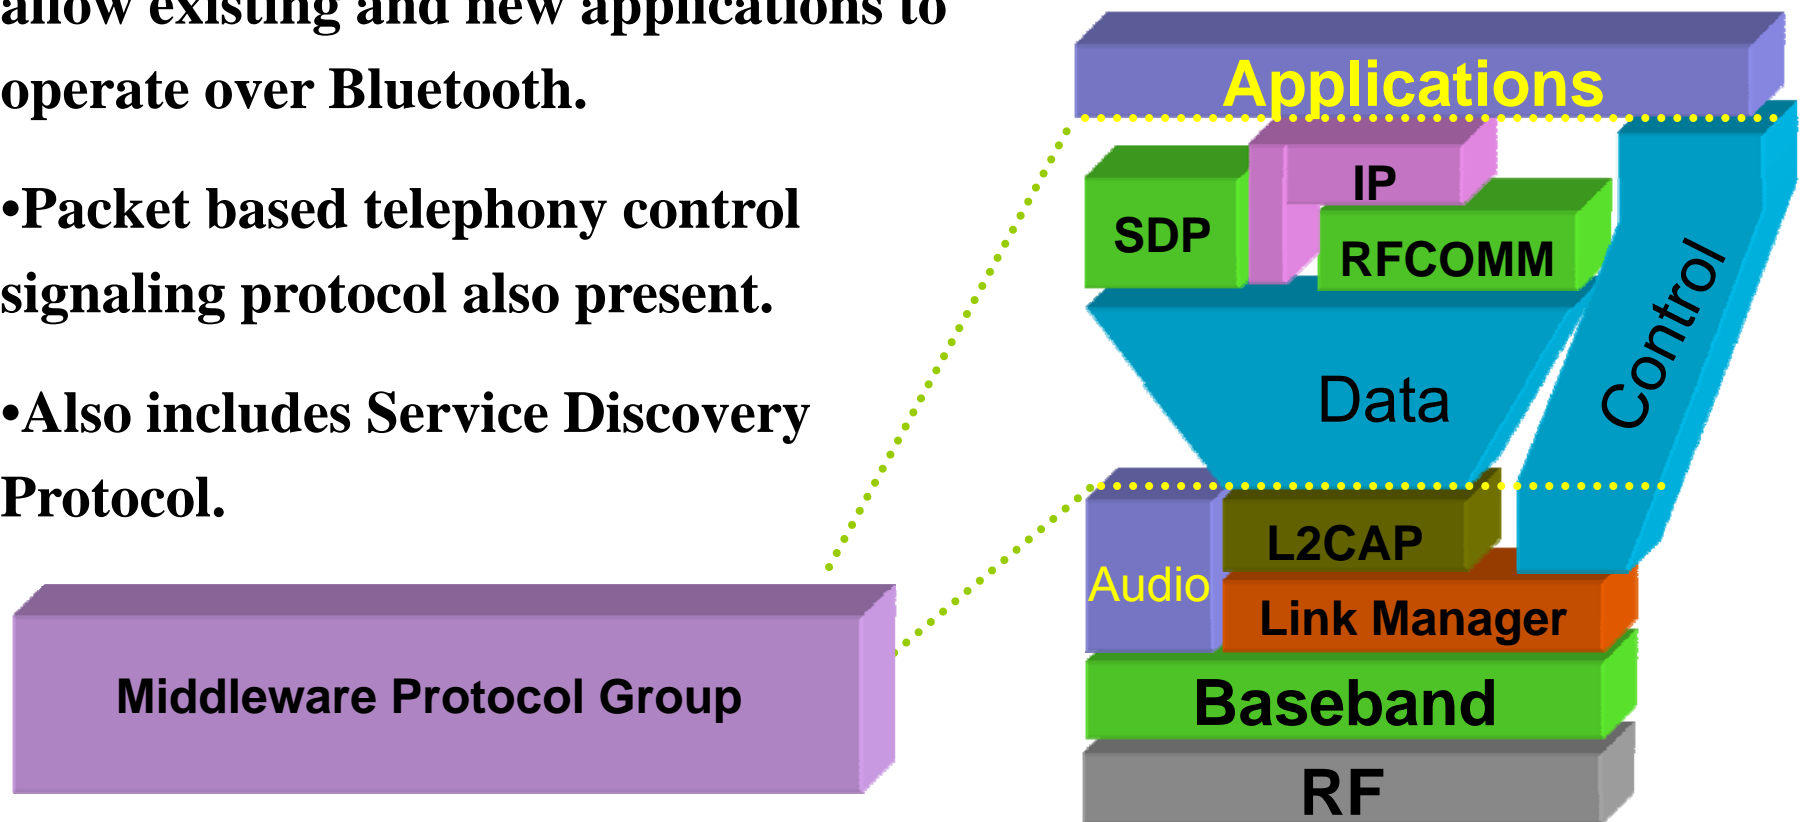 allow existing and new applications to
operate over Bluetooth.
•Packet based telephony control
signaling protocol also present.
•Also includes Service Discovery
Protocol.
Middleware Protocol Group
Applications
IP
SDP
RFCOMM
Control
Data
L2CAP
Audio
Link Manager
Baseband
RF